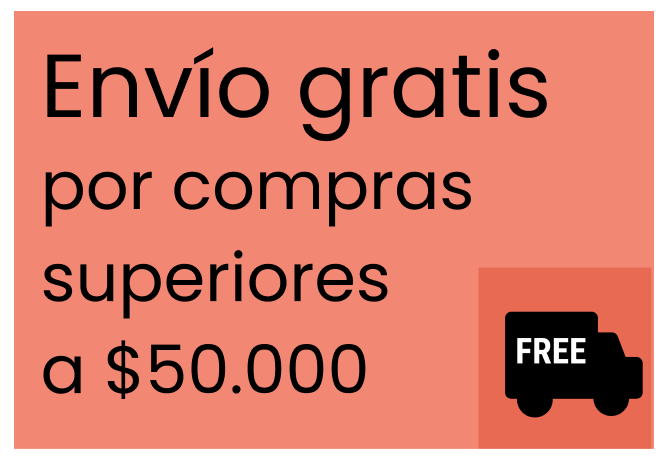 Envío gratis
por compras
superiores
a $50.000
FREE